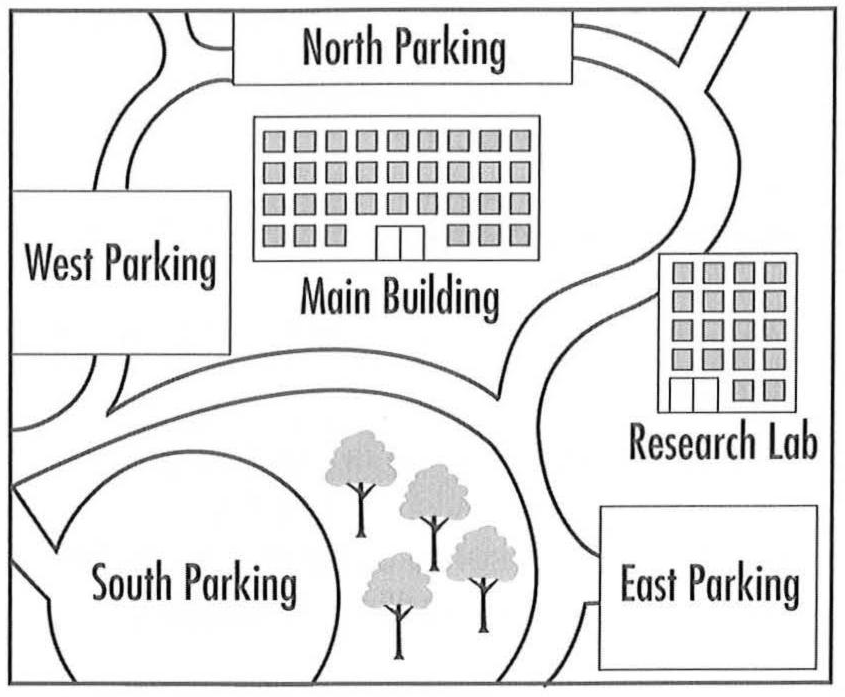 North Parking
West Parking
Main Building
Research Lab
South Parking
East Parking